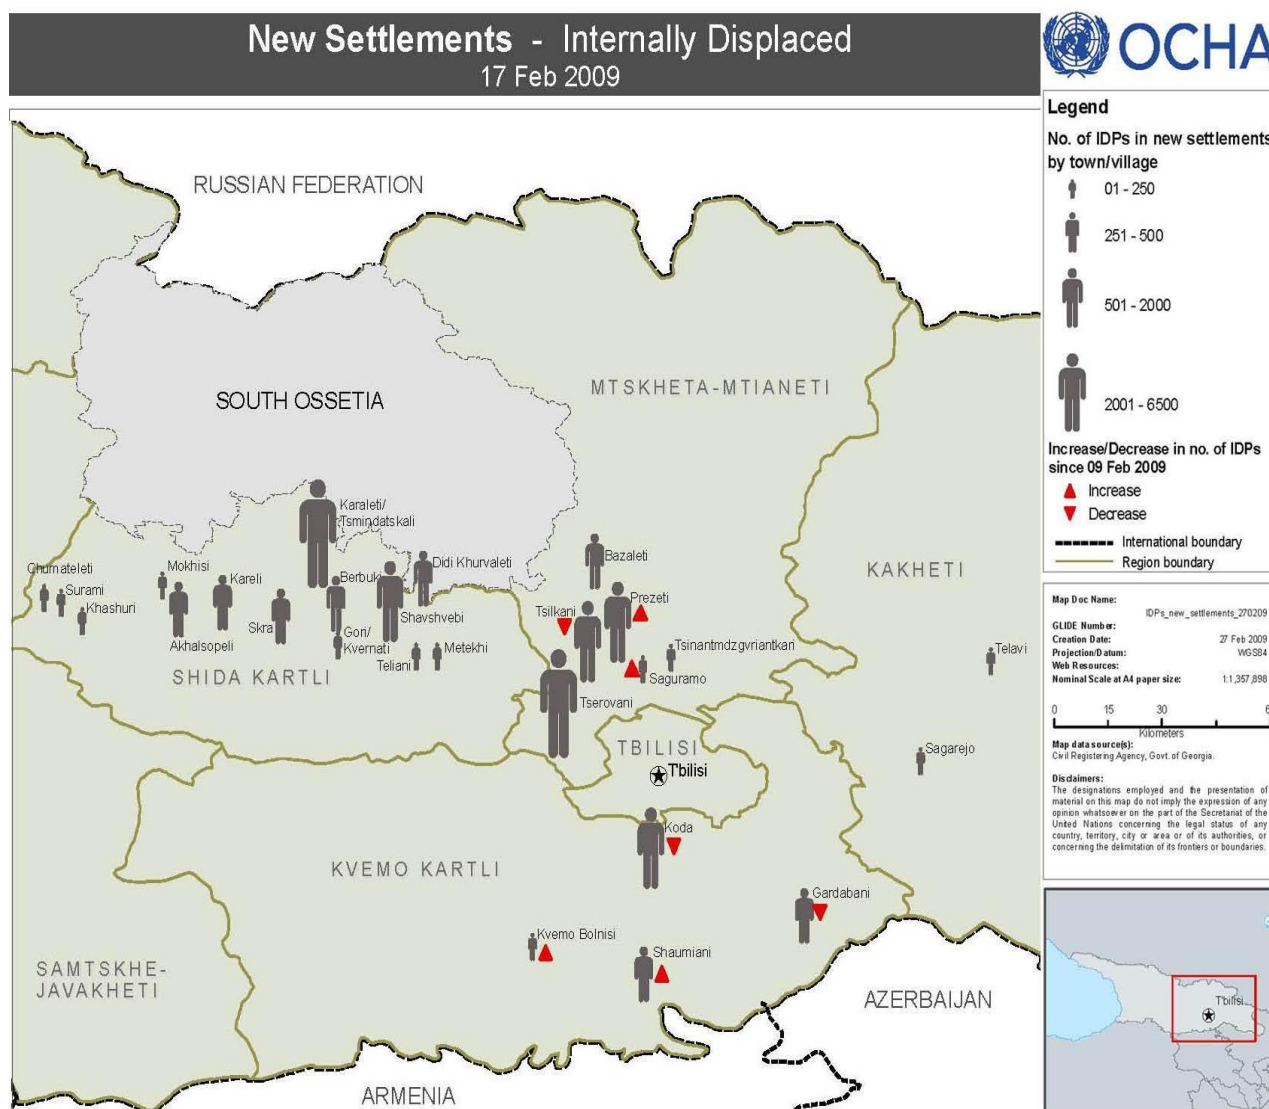 New Settlements - Internally Displaced
17 Feb 2009
OCHA
Legend
No. of IDPs in new settlements
by town/village
01 - 250
251 - 500
501 - 2000
2001 - 6500
Increase/Decrease in no. of IDPs
since 09 Feb 2009
Increase
Decrease
International boundary
Region boundary
Map Doc Name:
IDPs_new_settlements_270209
GLIDE Number:
Creation Date: 27 Feb 2009
Projection/Datum: WGS84
Web Resources:
Nominal Scale at A4 paper size: 1:1,357,898
0 15 30 6
Kilometers
Map data source(s):
Civil Registering Agency, Govt. of Georgia.
Disclaimers:
The designations employed and the presentation of
material on this map do not imply the expression of any
opinion whatsoever on the part of the Secretariat of the
United Nations concerning the legal status of any
country, territory, city or area or of its authorities, or
concerning the delimitation of its frontiers or boundaries.
T'bilisi
RUSSIAN FEDERATION
SOUTH OSSETIA
MTSKHETA-MTIANETI
KAKHETI
Karaleti/
Tsmindatskali
Chumateleti
Surami
Khashuri
Mokhisi
Kareli
Akhalsopeli
Skra
Berbuki
Didi Khurvaleti
Shavshvebi
Gori/
Kvernati
Teliani
Metekhi
SHIDA KARTLI
Bazaleti
Prezeti
Tsilkani
Tsinantmdzgvriantkari
Saguramo
Tserovani
Telavi
Sagarejo
TBILISI
T'bilisi
Koda
KVEMO KARTLI
Gardabani
Kvemo Bolnisi
Shaumiani
SAMTSKHE-
JAVAKHETI
AZERBAIJAN
ARMENIA